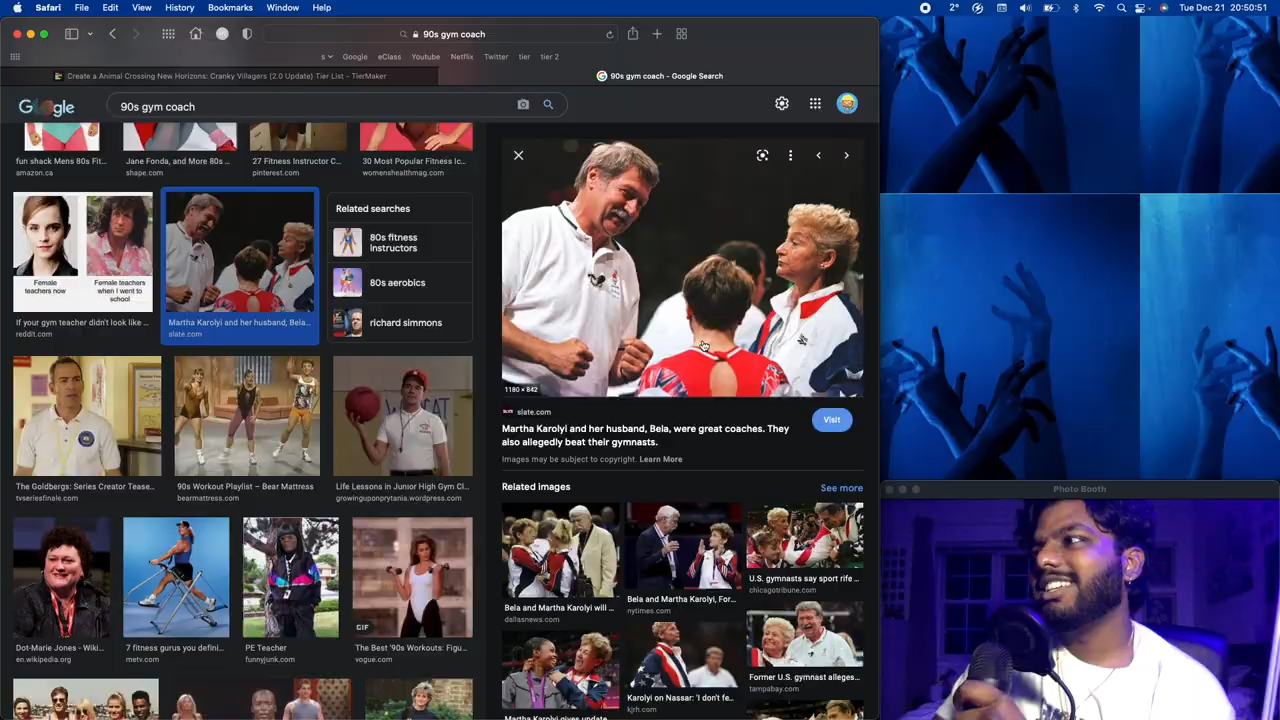 Safari File Edit View History Bookmarks Window Help
2° Tue Dec 21 20:50:51
90s gym coach
s Google eClass Youtube Netflix Twitter tier tier 2
Create a Animal Crossing New Horizons: Cranky Villagers (2.0 Update) Tier List - TierMaker
90s gym coach - Google Search
Google
90s gym coach
fun shack Mens 80s Fit...
amazon.ca
Jane Fonda, and More 80s ...
shape.com
27 Fitness Instructor C...
pinterest.com
30 Most Popular Fitness Ic...
womenshealthmag.com
Female teachers now
Female teachers when I went to school
If your gym teacher didn't look like ...
reddit.com
Martha Karolyi and her husband, Bela...
slate.com
Related searches
80s fitness
instructors
80s aerobics
richard simmons
The Goldbergs: Series Creator Tease...
tvseriesfinale.com
90s Workout Playlist – Bear Mattress
bearmattress.com
Life Lessons in Junior High Gym Cl...
growingupinprytania.wordpress.com
Dot-Marie Jones - Wiki...
en.wikipedia.org
7 fitness gurus you defini...
metv.com
PE Teacher
funnyjunk.com
GIF
The Best '90s Workouts: Figu...
vogue.com
1180 × 842
slate.com
Visit
Martha Karolyi and her husband, Bela, were great coaches. They
also allegedly beat their gymnasts.
Images may be subject to copyright. Learn More
Related images
See more
Bela and Martha Karolyi will ...
dallasnews.com
Bela and Martha Karolyi, For...
nytimes.com
U.S. gymnasts say sport rife ...
chicagotribune.com
Martha Karolyi gives update
Karolyi on Nassar: 'I don't fe...
kjrh.com
Former U.S. gymnast alleges...
tampabay.com
Photo Booth